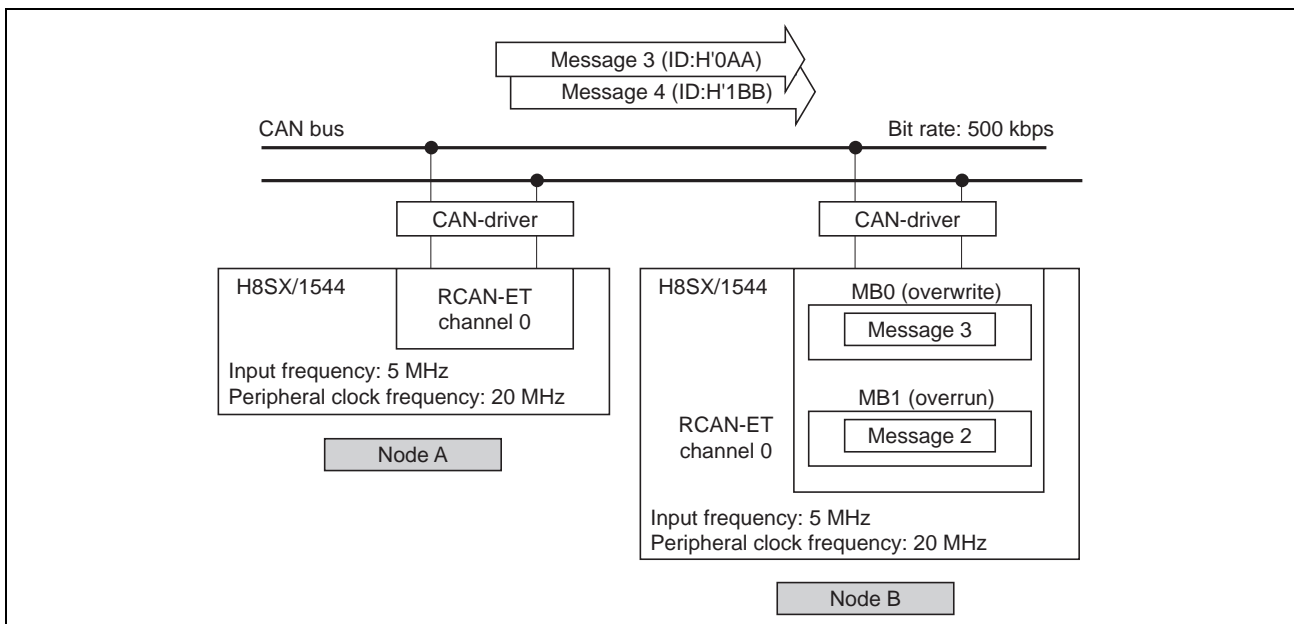 Message 3 (ID:H'0AA)
Message 4 (ID:H'1BB)
CAN bus
Bit rate: 500 kbps
CAN-driver
CAN-driver
H8SX/1544
RCAN-ET
channel 0
Input frequency: 5 MHz
Peripheral clock frequency: 20 MHz
Node A
H8SX/1544
MB0 (overwrite)
Message 3
MB1 (overrun)
Message 2
RCAN-ET
channel 0
Input frequency: 5 MHz
Peripheral clock frequency: 20 MHz
Node B